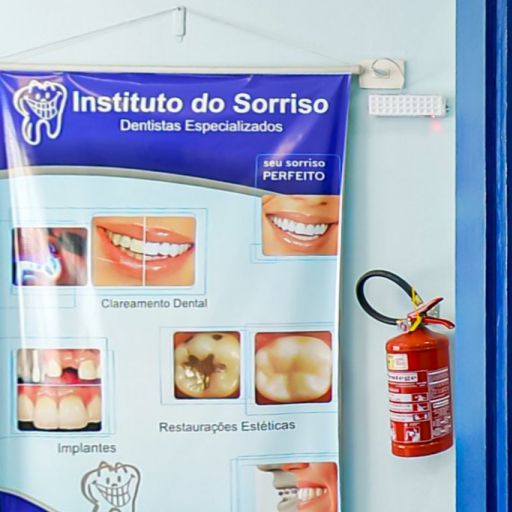 Instituto do Sorriso
Dentistas Especializados
seu sorriso
PERFEITO
Clareamento Dental
Restaurações Estéticas
Implantes